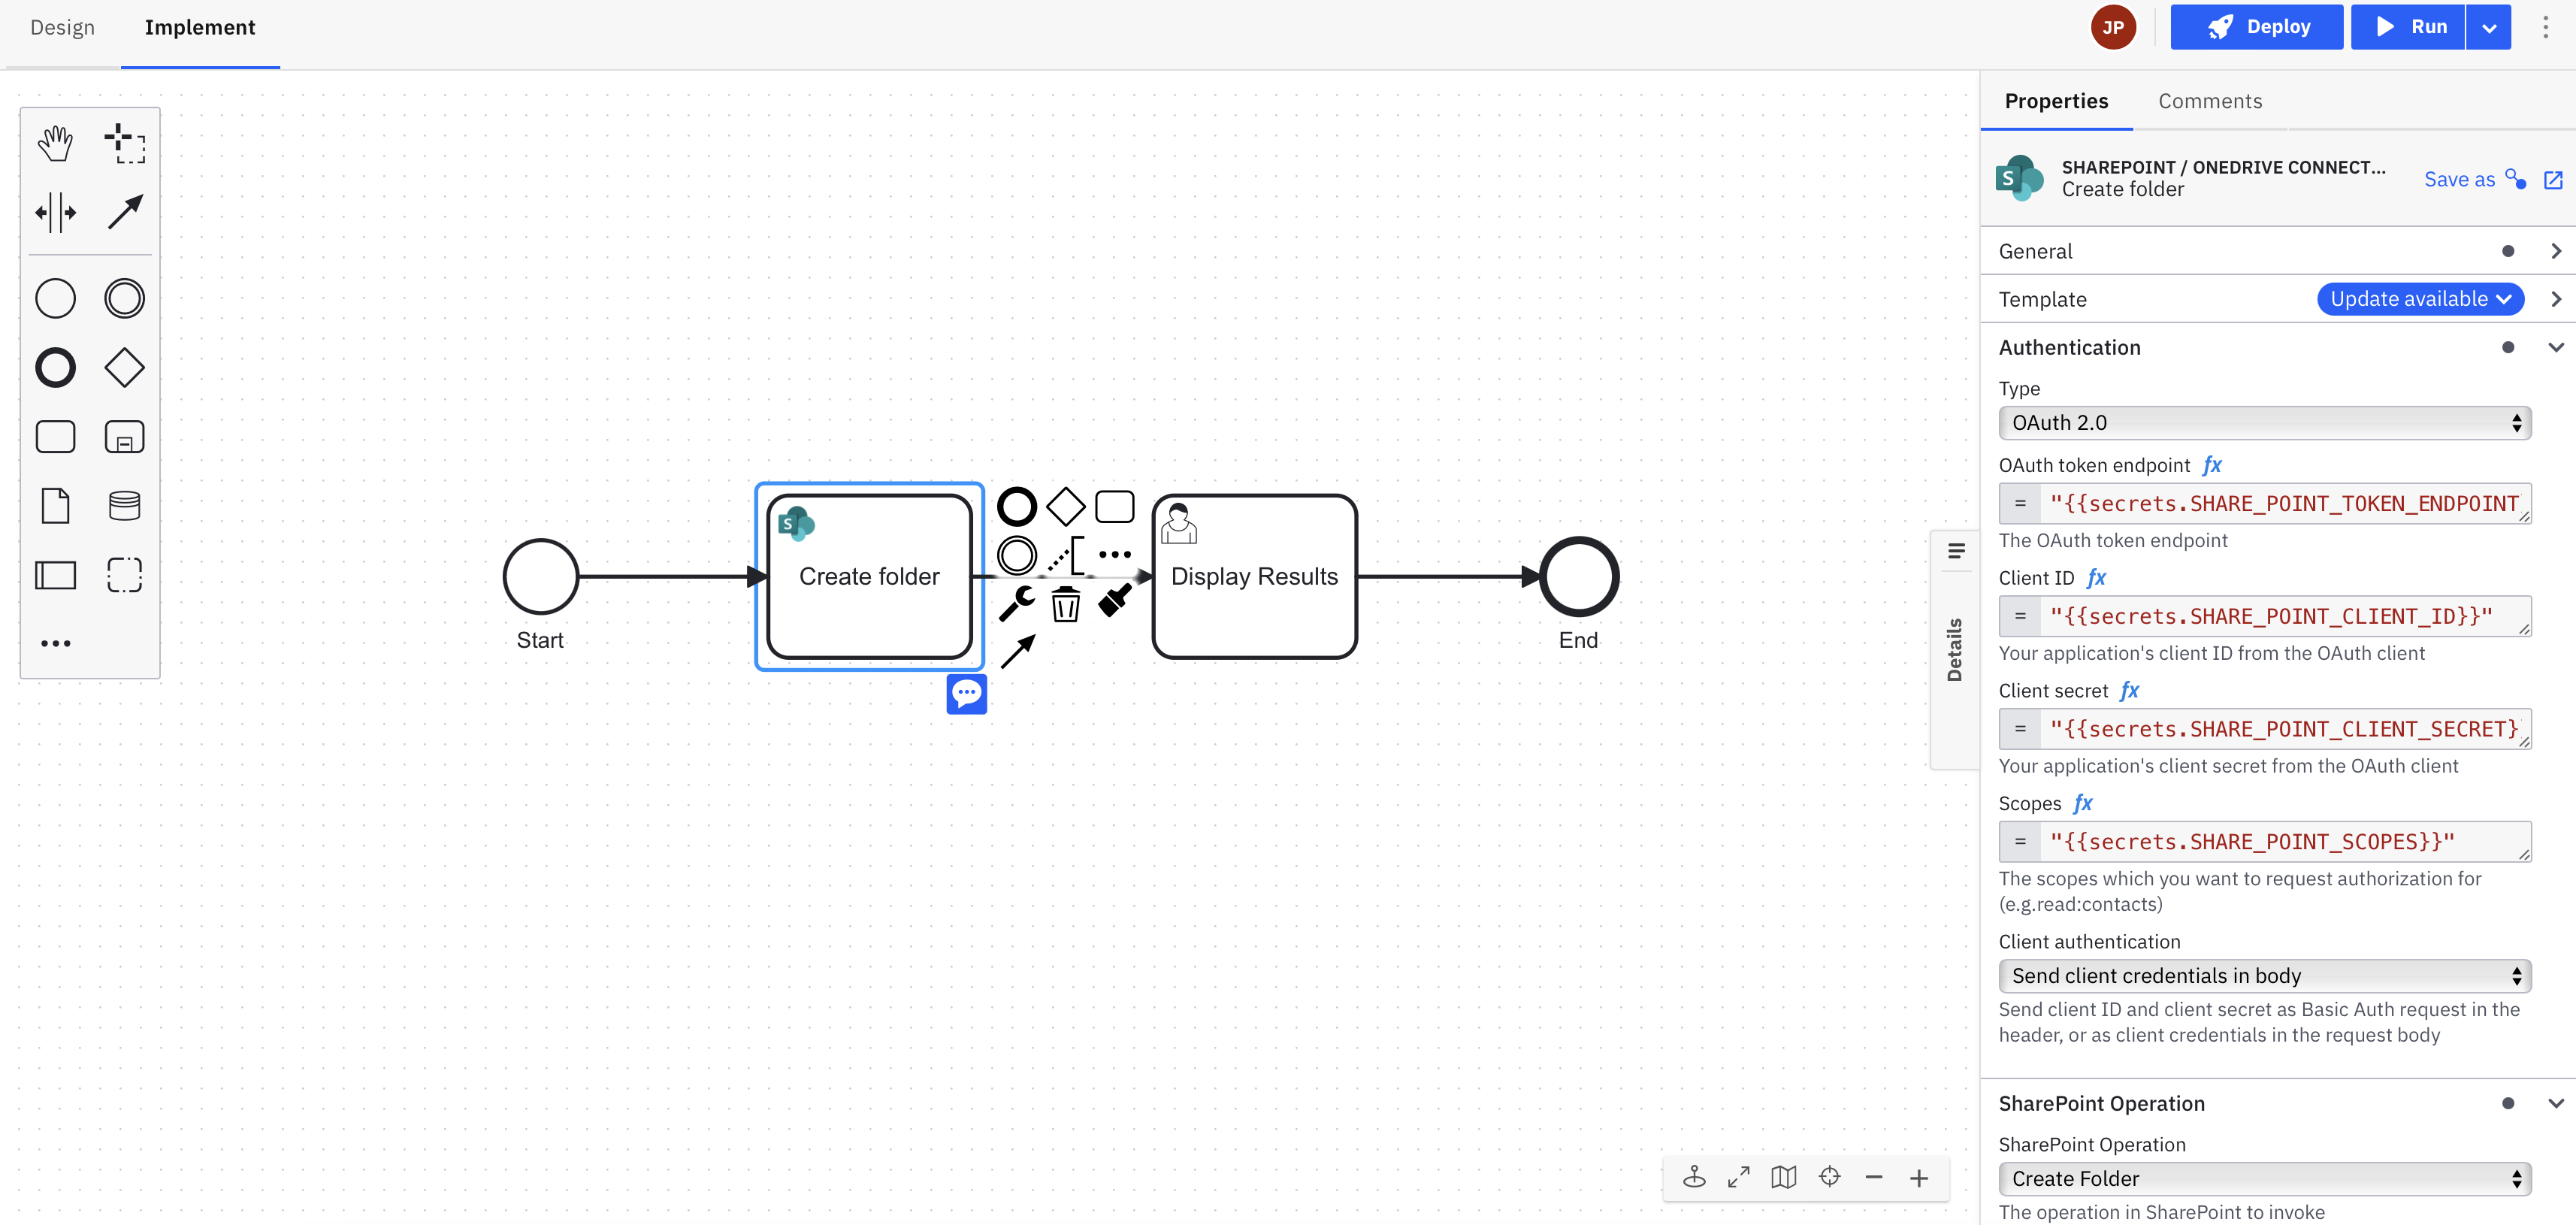 Design
Implement
JP
Deploy
Run
Properties
Comments
SHAREPOINT / ONEDRIVE CONNECT...
Create folder
Save as
General
Template
Update available
Authentication
Type
OAuth 2.0
OAuth token endpoint fx
= "{{secrets.SHARE_POINT_TOKEN_ENDPOINT
The OAuth token endpoint
Client ID fx
= "{{secrets.SHARE_POINT_CLIENT_ID}}"
Your application's client ID from the OAuth client
Client secret fx
= "{{secrets.SHARE_POINT_CLIENT_SECRET}
Your application's client secret from the OAuth client
Scopes fx
= "{{secrets.SHARE_POINT_SCOPES}}"
The scopes which you want to request authorization for
(e.g.read:contacts)
Client authentication
Send client credentials in body
Send client ID and client secret as Basic Auth request in the
header, or as client credentials in the request body
SharePoint Operation
SharePoint Operation
Create Folder
The operation in SharePoint to invoke
Details
Start
S
Create folder
Display Results
End
S